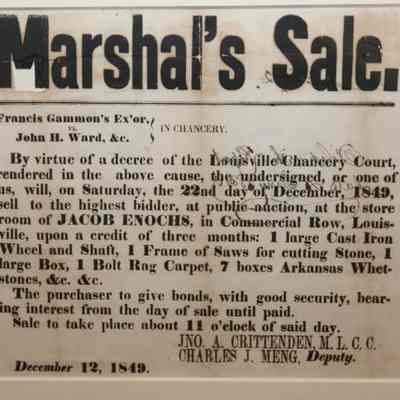 Marshal's Sale.
Francis Gammon's Ex'or.
vs.
John H. Ward, &c.
IN CHANCERY.
By virtue of a decree of the Louisville Chancery Court,
rendered in the above cause, the undersigned, or one of
us, will, on Saturday, the 22nd day of December, 1849,
sell to the highest bidder, at public auction, at the store
room of JACOB ENOCHS, in Commercial Row, Louis-
ville, upon a credit of three months: 1 large Cast Iron
Wheel and Shaft, 1 Frame of Saws for cutting Stone, 1
large Box, 1 Bolt Rag Carpet, 7 boxes Arkansas Whet-
stones, &c. &c.
The purchaser to give bonds, with good security, bear-
ing interest from the day of sale until paid.
Sale to take place about 11 o'clock of said day.
JNO. A. CRITTENDEN, M. L. C. C.
CHARLES J. MENG, Deputy.
December 12, 1849.